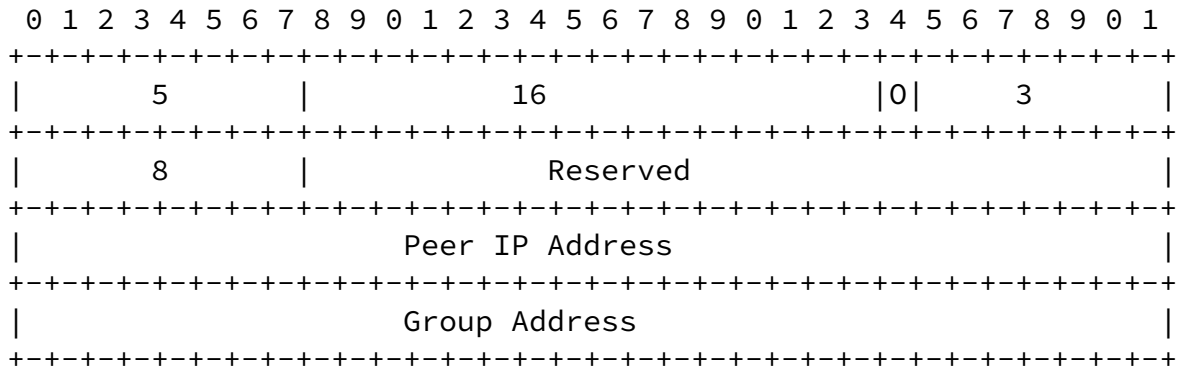 0 1 2 3 4 5 6 7 8 9 0 1 2 3 4 5 6 7 8 9 0 1 2 3 4 5 6 7 8 9 0 1
+-+-+-+-+-+-+-+-+-+-+-+-+-+-+-+-+-+-+-+-+-+-+-+-+-+-+-+-+-+-+-+-+
|       5       |           16                  |0|     3       |
+-+-+-+-+-+-+-+-+-+-+-+-+-+-+-+-+-+-+-+-+-+-+-+-+-+-+-+-+-+-+-+-+
|       8       |             Reserved                          |
+-+-+-+-+-+-+-+-+-+-+-+-+-+-+-+-+-+-+-+-+-+-+-+-+-+-+-+-+-+-+-+-+
|                     Peer IP Address                           |
+-+-+-+-+-+-+-+-+-+-+-+-+-+-+-+-+-+-+-+-+-+-+-+-+-+-+-+-+-+-+-+-+
|                     Group Address                             |
+-+-+-+-+-+-+-+-+-+-+-+-+-+-+-+-+-+-+-+-+-+-+-+-+-+-+-+-+-+-+-+-+